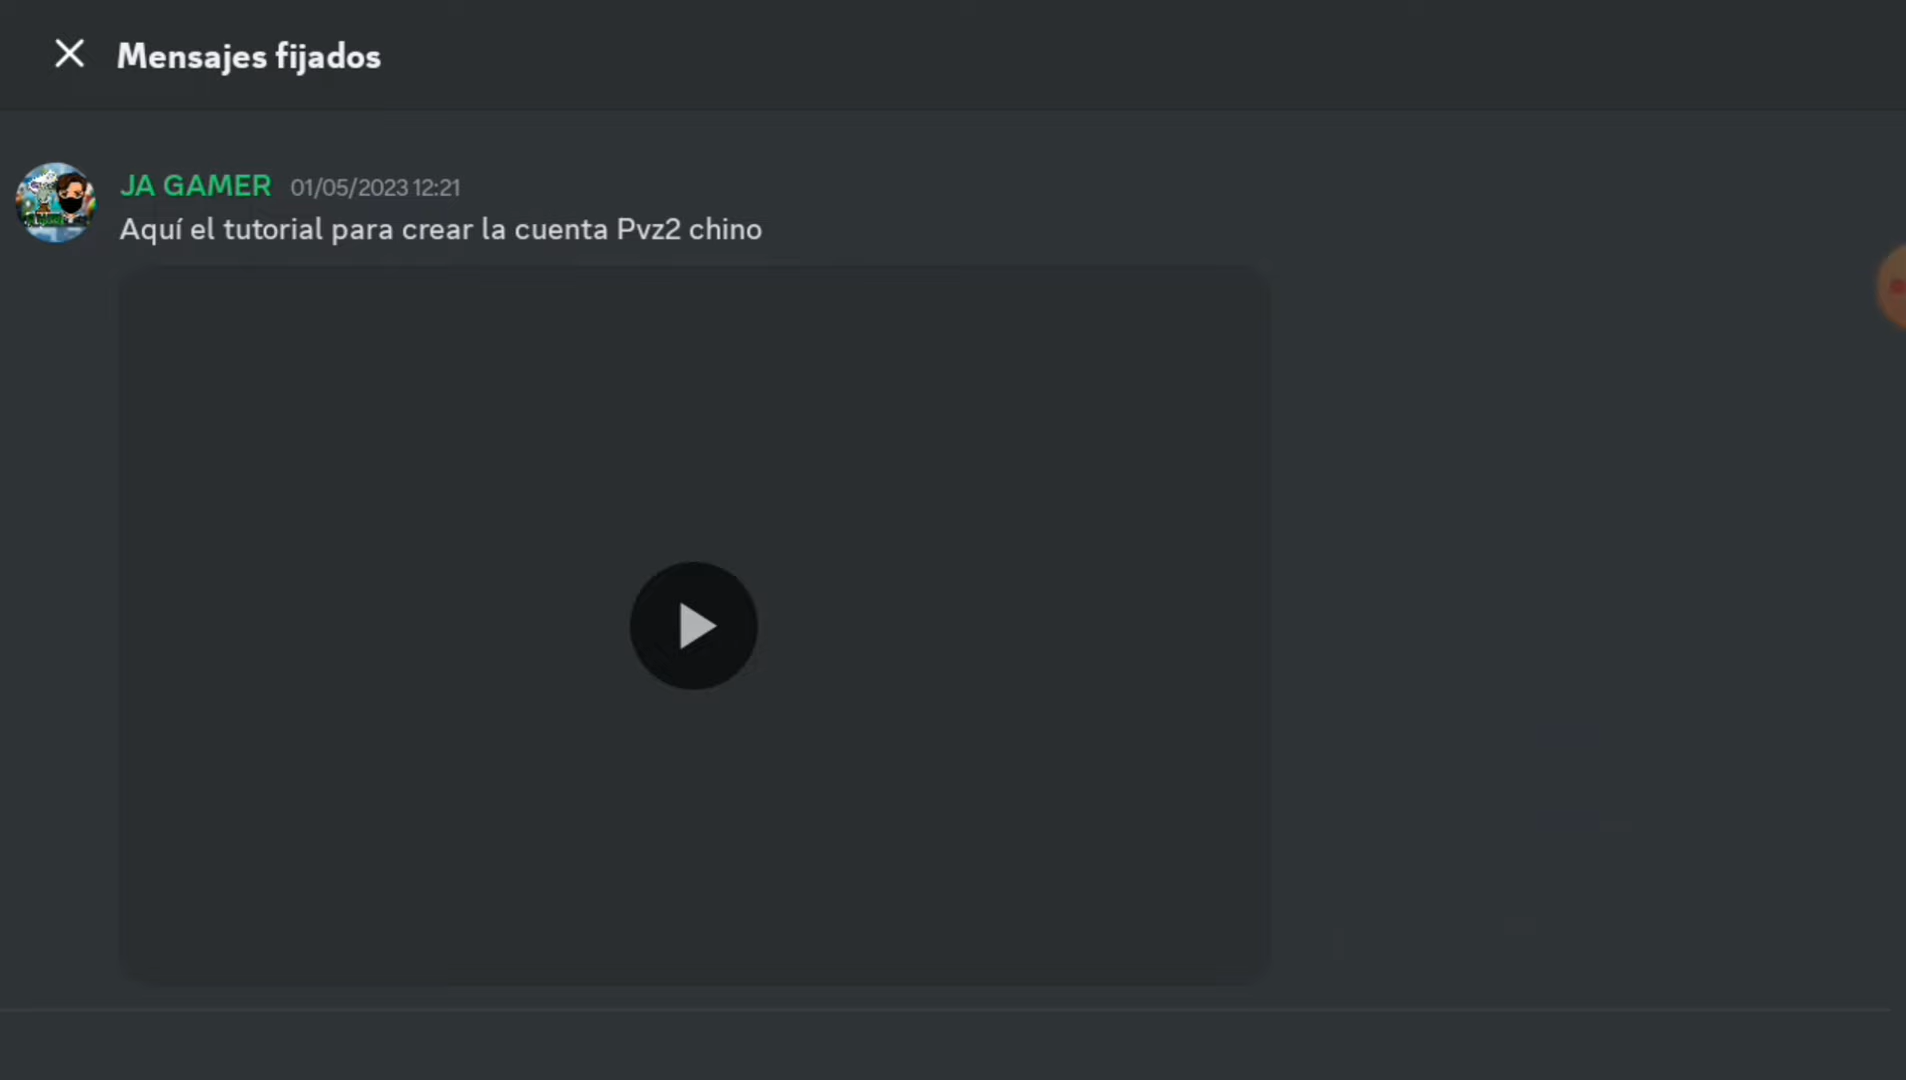 Mensajes fijados
JA GAMER 01/05/2023 12:21
Aquí el tutorial para crear la cuenta Pvz2 chino